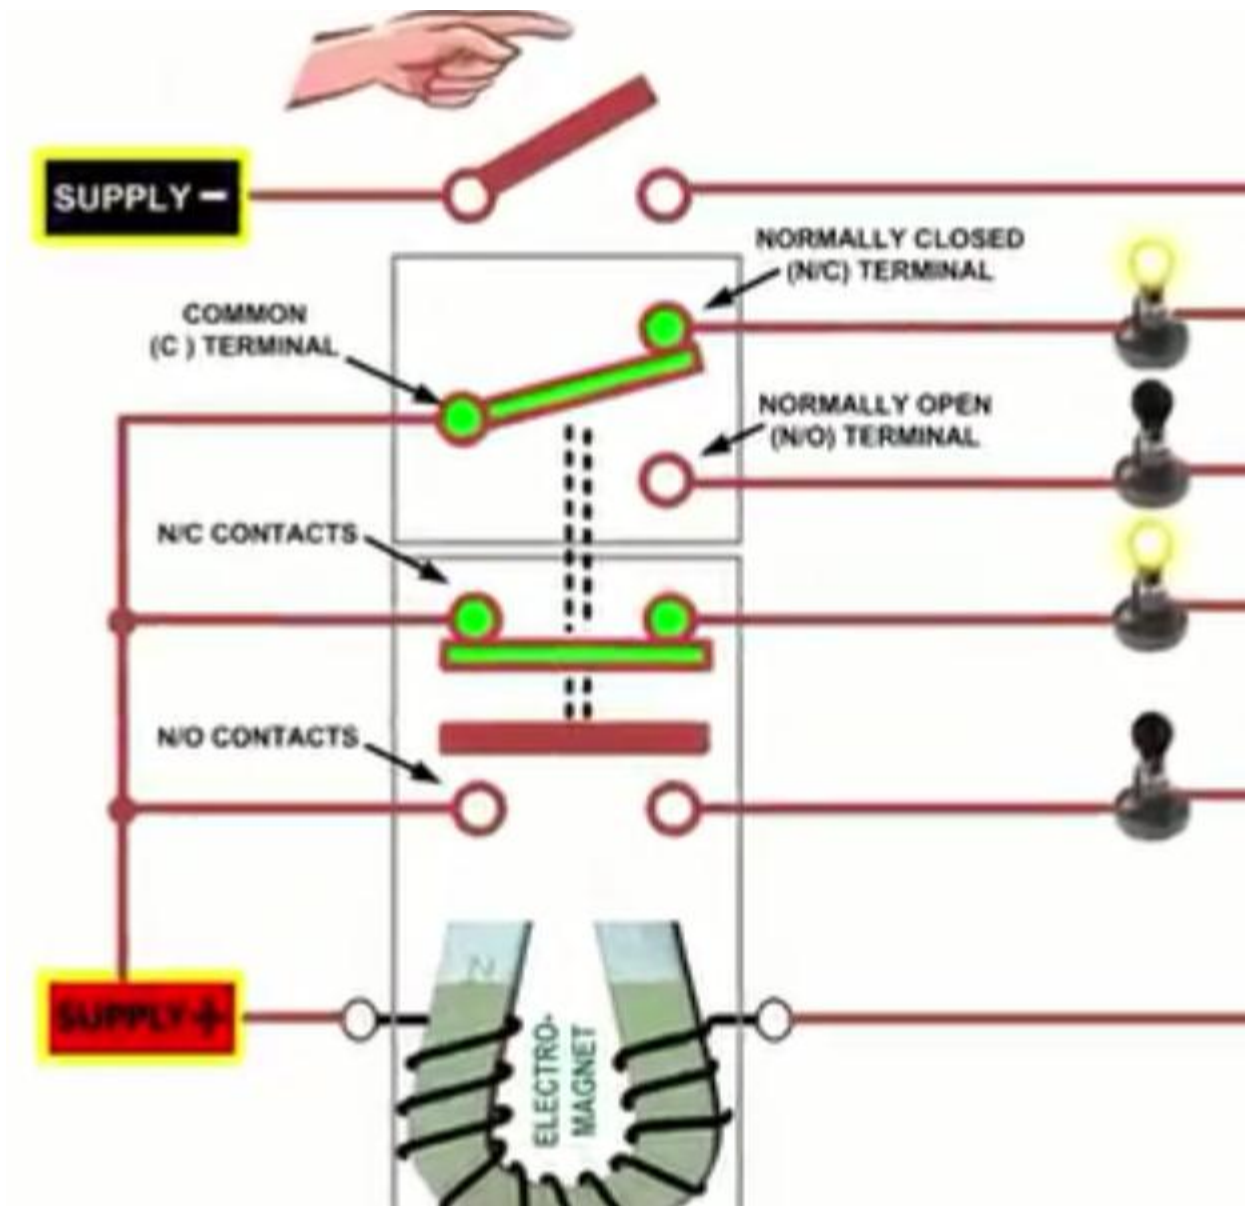 SUPPLY -
NORMALLY CLOSED
(N/C) TERMINAL
COMMON
(C ) TERMINAL
NORMALLY OPEN
(N/O) TERMINAL
N/C CONTACTS
N/O CONTACTS
SUPPLY +
N
ELECTRO-
MAGNET